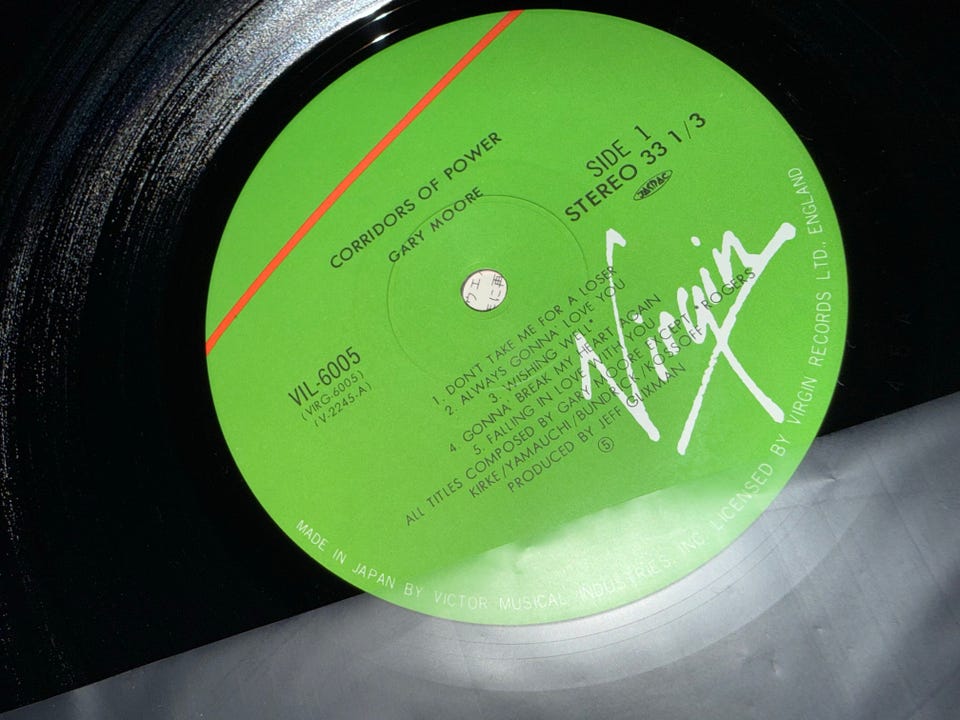 CORRIDORS OF POWER
GARY MOORE
SIDE 1
STEREO 33 1/3
JASRAC
VIL-6005
(VIRG-6005)
(V-2245-A)
1. DON'T TAKE ME FOR A LOSER
2. ALWAYS GONNA' LOVE YOU
3. WISHING WELL*
4. GONNA' BREAK MY HEART AGAIN
5. FALLING IN LOVE WITH YOU
ALL TITLES COMPOSED BY GARY MOORE EXCEPT *ROGERS
KIRKE/YAMAUCHI/BUNDRICK/KOSSOFF
PRODUCED BY JEFF GLIXMAN
⑤
Virgin
MADE IN JAPAN BY VICTOR MUSICAL INDUSTRIES, INC. LICENSED BY VIRGIN RECORDS LTD., ENGLAND